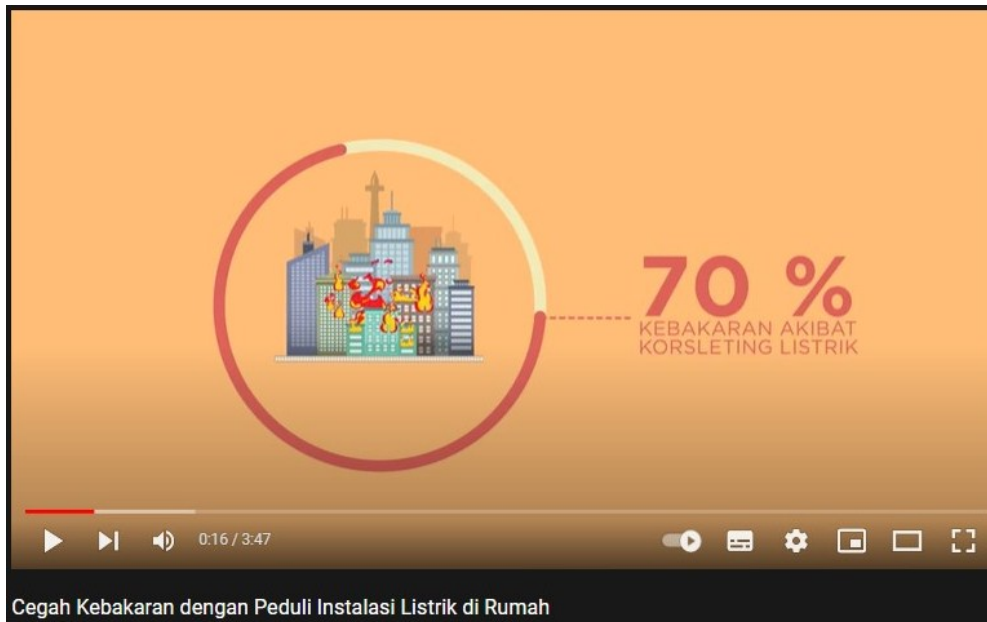 70 %
KEBAKARAN AKIBAT
KORSLETING LISTRIK
0:16 / 3:47
Cegah Kebakaran dengan Peduli Instalasi Listrik di Rumah